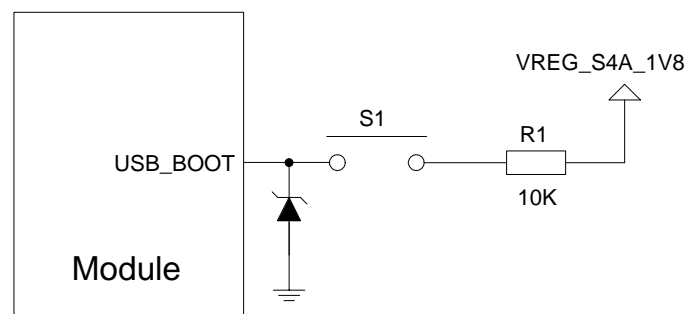 VREG_S4A_1V8
S1
R1
USB_BOOT
10K
Module